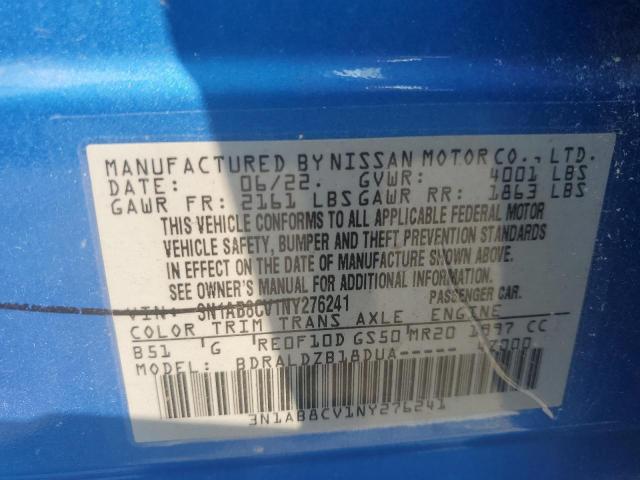 MANUFACTURED BY NISSAN MOTOR CO., LTD.
DATE: 06/22. GVWR: 4001 LBS
GAWR FR: 2161 LBS GAWR RR: 1863 LBS
THIS VEHICLE CONFORMS TO ALL APPLICABLE FEDERAL MOTOR
VEHICLE SAFETY, BUMPER AND THEFT PREVENTION STANDARDS
IN EFFECT ON THE DATE OF MANUFACTURE SHOWN ABOVE.
SEE OWNER'S MANUAL FOR ADDITIONAL INFORMATION.
VIN: 3N1AB8CV1NY276241 PASSENGER CAR.
COLOR TRIM TRANS AXLE ENGINE
B51 G RE0F10D GS50 MR20 1997 CC
MODEL: BDRALDZB18DUA-----
3N1AB8CV1NY276241